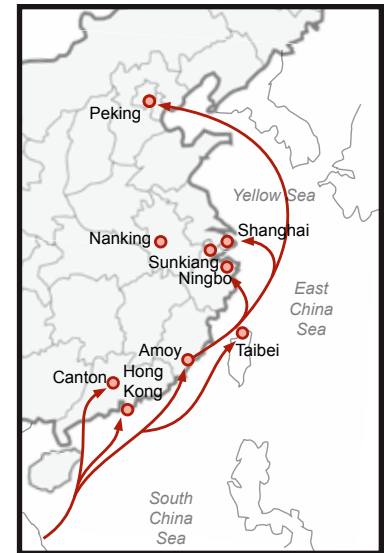 Peking
Yellow Sea
Nanking
Shanghai
Sunkiang
Ningbo
East
China
Sea
Amoy
Taibei
Canton
Hong
Kong
South
China
Sea